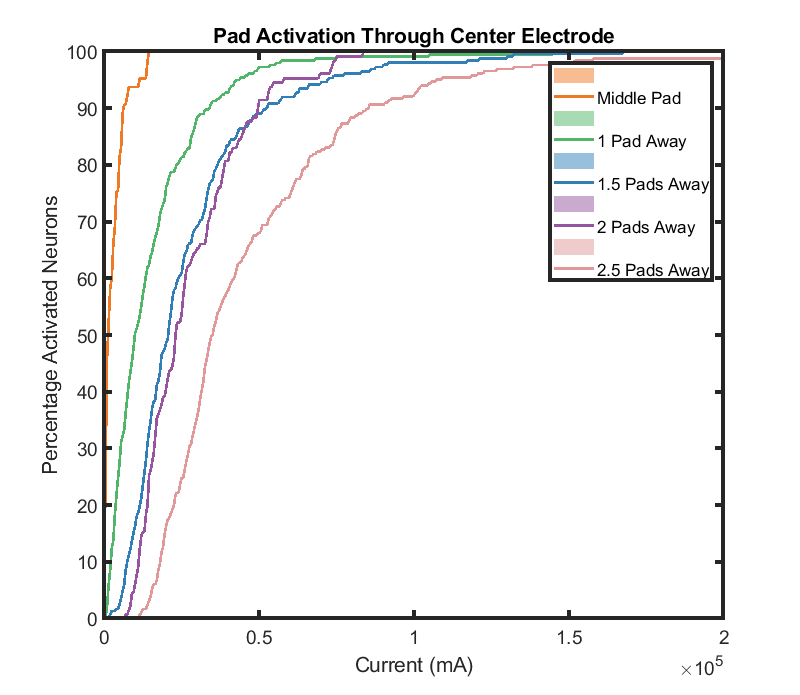 Pad Activation Through Center Electrode
100
90
80
70
60
50
40
30
20
10
0
Percentage Activated Neurons
Middle Pad
1 Pad Away
1.5 Pads Away
2 Pads Away
2.5 Pads Away
0 0.5 1 1.5 2
Current (mA)
×10⁵